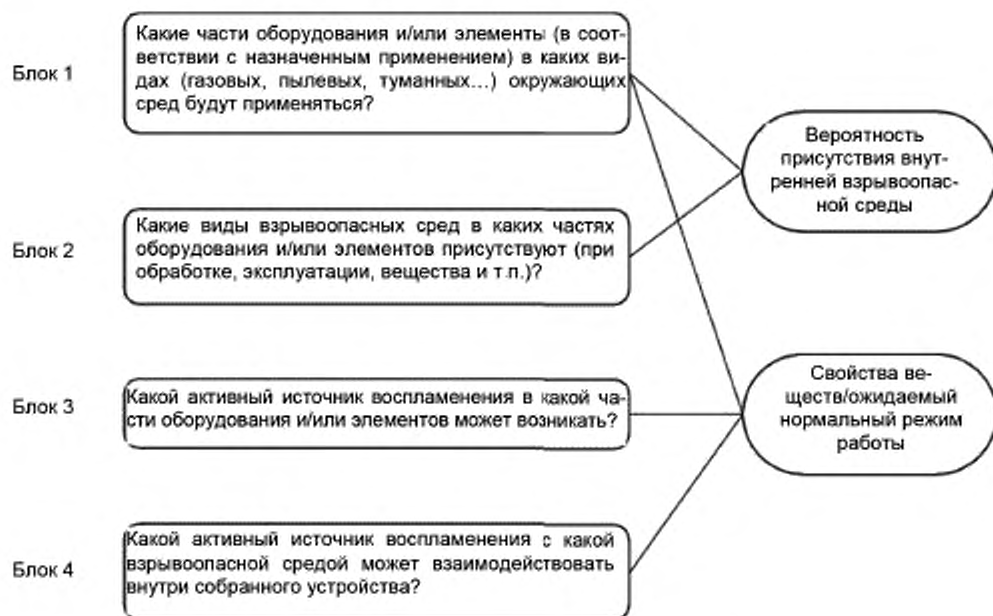 Блок 1
Какие части оборудования и/или элементы (в соот-
ветствии с назначенным применением) в каких ви-
дах (газовых, пылевых, туманных...) окружающих
сред будут применяться?
Вероятность
присутствия внут-
ренней взрывоопас-
ной среды
Блок 2
Какие виды взрывоопасных сред в каких частях
оборудования и/или элементов присутствуют (при
обработке, эксплуатации, вещества и т.п.)?
Блок 3
Какой активный источник воспламенения в какой ча-
сти оборудования и/или элементов может возникать?
Свойства ве-
ществ/ожидаемый
нормальный режим
работы
Блок 4
Какой активный источник воспламенения с какой
взрывоопасной средой может взаимодействовать
внутри собранного устройства?